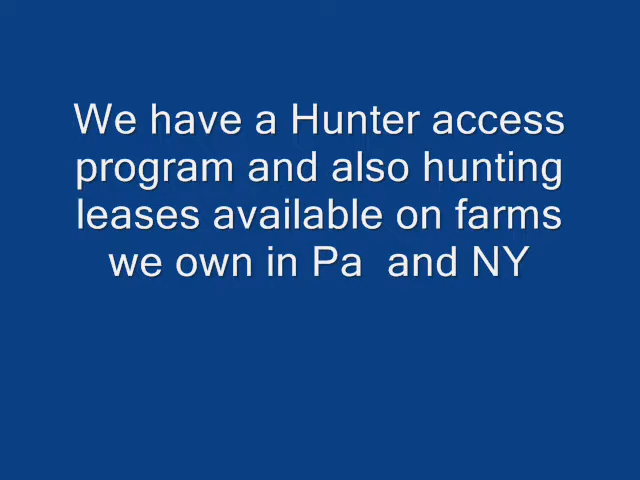 We have a Hunter access
program and also hunting
leases available on farms
we own in Pa  and NY